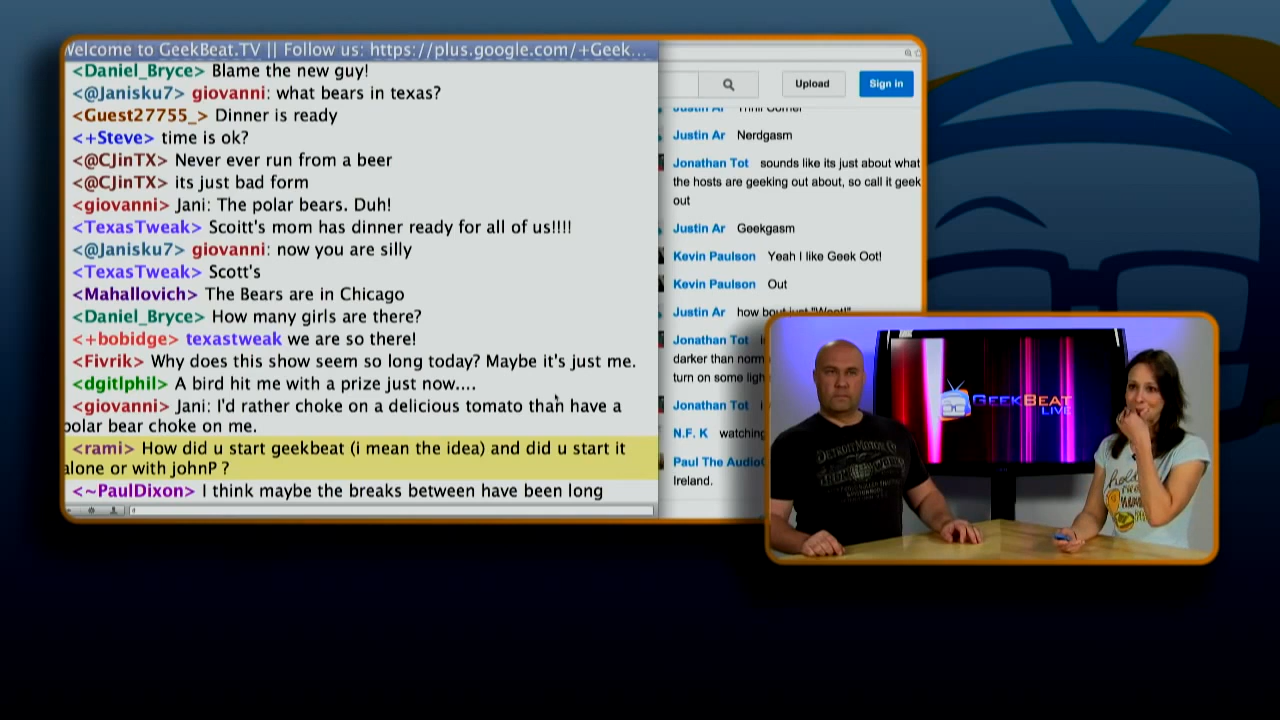 Welcome to GeekBeat.TV || Follow us: https://plus.google.com/+Geek...
<Daniel_Bryce> Blame the new guy!
<@Janisku7> giovanni: what bears in texas?
<Guest27755_> Dinner is ready
<+Steve> time is ok?
<@CJinTX> Never ever run from a beer
<@CJinTX> its just bad form
<giovanni> Jani: The polar bears. Duh!
<TexasTweak> Scoitt's mom has dinner ready for all of us!!!!
<@Janisku7> giovanni: now you are silly
<TexasTweak> Scott's
<Mahallovich> The Bears are in Chicago
<Daniel_Bryce> How many girls are there?
<+bobidge> texastweak we are so there!
<Fivrik> Why does this show seem so long today? Maybe it's just me.
<dgitlphil> A bird hit me with a prize just now....
<giovanni> Jani: I'd rather choke on a delicious tomato than have a
polar bear choke on me.
<rami> How did u start geekbeat (i mean the idea) and did u start it
alone or with johnP ?
<~PaulDixon> I think maybe the breaks between have been long
Upload
Sign in
Justin Ar
Justin Ar Nerdgasm
Jonathan Tot sounds like its just about what
the hosts are geeking out about, so call it geek
out
Justin Ar Geekgasm
Kevin Paulson Yeah I like Geek Oot!
Kevin Paulson Out
Justin Ar how bout just "Woot!"
Jonathan Tot
darker than norm
turn on some ligh
Jonathan Tot
N.F. K watching
Paul The Audio
Ireland.
GEEKBEAT
LIVE
DETROIT MOTOR
hola